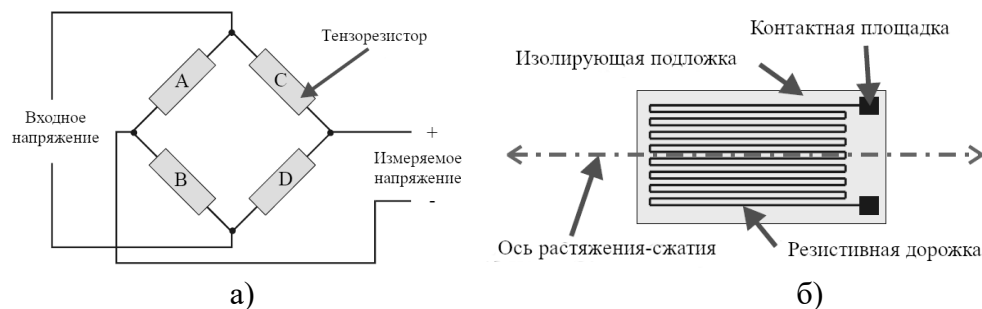 Тензорезистор
A
C
Входное
напряжение
+
Измеряемое
напряжение
-
B
D
а)
Контактная площадка
Изолирующая подложка
Ось растяжения-сжатия
Резистивная дорожка
б)